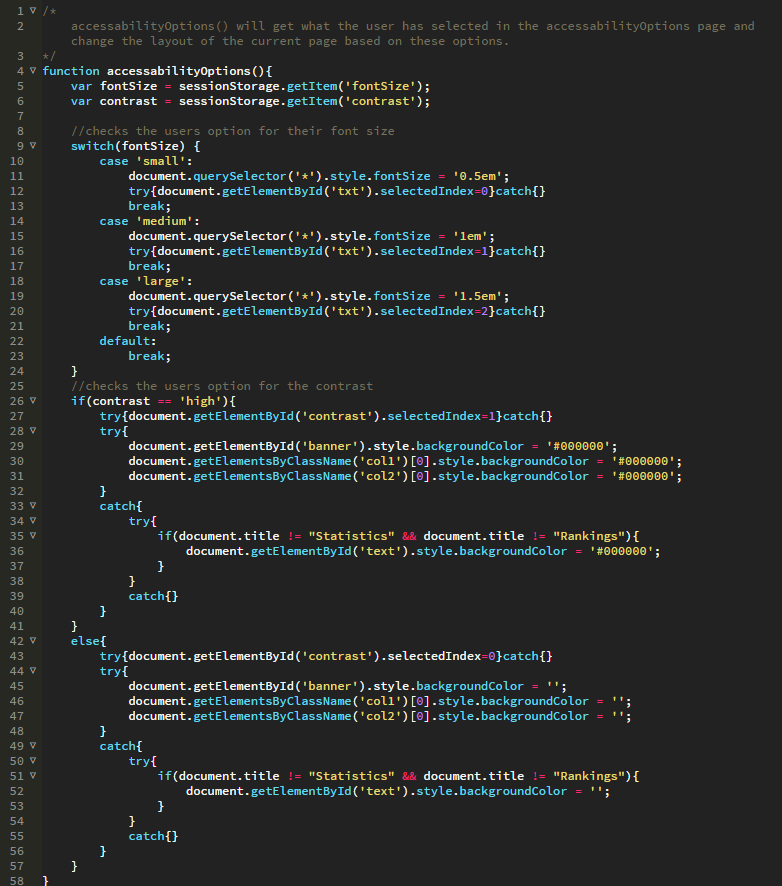 1 /*
2 accessabilityOptions() will get what the user has selected in the accessabilityOptions page and
change the layout of the current page based on these options.
3 */
4 function accessabilityOptions(){
5 var fontSize = sessionStorage.getItem('fontSize');
6 var contrast = sessionStorage.getItem('contrast');
7
8 //checks the users option for their font size
9 switch(fontSize) {
10 case 'small':
11 document.querySelector('*').style.fontSize = '0.5em';
12 try{document.getElementById('txt').selectedIndex=0}catch{}
13 break;
14 case 'medium':
15 document.querySelector('*').style.fontSize = '1em';
16 try{document.getElementById('txt').selectedIndex=1}catch{}
17 break;
18 case 'large':
19 document.querySelector('*').style.fontSize = '1.5em';
20 try{document.getElementById('txt').selectedIndex=2}catch{}
21 break;
22 default:
23 break;
24 }
25 //checks the users option for the contrast
26 if(contrast == 'high'){
27 try{document.getElementById('contrast').selectedIndex=1}catch{}
28 try{
29 document.getElementById('banner').style.backgroundColor = '#000000';
30 document.getElementsByClassName('col1')[0].style.backgroundColor = '#000000';
31 document.getElementsByClassName('col2')[0].style.backgroundColor = '#000000';
32 }
33 catch{
34 try{
35 if(document.title != "Statistics" && document.title != "Rankings"){
36 document.getElementById('text').style.backgroundColor = '#000000';
37 }
38 }
39 catch{}
40 }
41 }
42 else{
43 try{document.getElementById('contrast').selectedIndex=0}catch{}
44 try{
45 document.getElementById('banner').style.backgroundColor = '';
46 document.getElementsByClassName('col1')[0].style.backgroundColor = '';
47 document.getElementsByClassName('col2')[0].style.backgroundColor = '';
48 }
49 catch{
50 try{
51 if(document.title != "Statistics" && document.title != "Rankings"){
52 document.getElementById('text').style.backgroundColor = '';
53 }
54 }
55 catch{}
56 }
57 }
58 }